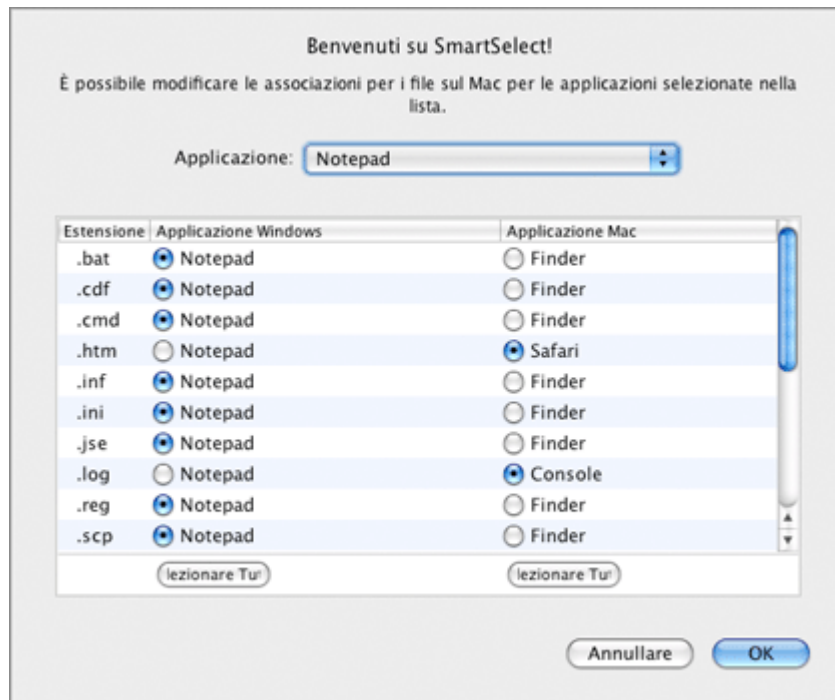 Benvenuti su SmartSelect!
È possibile modificare le associazioni per i file sul Mac per le applicazioni selezionate nella
lista.
Applicazione: Notepad
Estensione Applicazione Windows Applicazione Mac
.bat Notepad Finder
.cdf Notepad Finder
.cmd Notepad Finder
.htm Notepad Safari
.inf Notepad Finder
.ini Notepad Finder
.jse Notepad Finder
.log Notepad Console
.reg Notepad Finder
.scp Notepad Finder
lezionare Tu lezionare Tu
Annullare OK